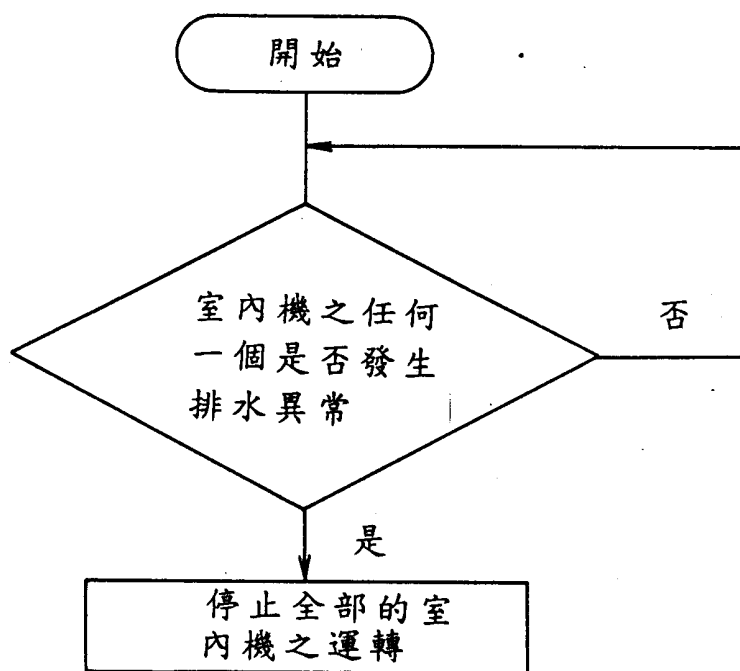 開始
室內機之任何
一個是否發生
排水異常
否
是
停止全部的室
內機之運轉